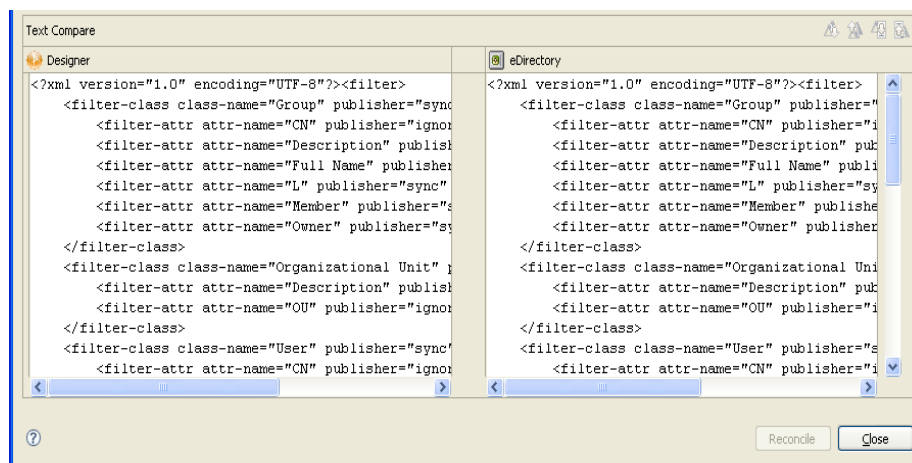 Text Compare
Designer
<?xml version="1.0" encoding="UTF-8"?><filter>
<filter-class class-name="Group" publisher="sync
<filter-attr attr-name="CN" publisher="ignor
<filter-attr attr-name="Description" publish
<filter-attr attr-name="Full Name" publisher
<filter-attr attr-name="L" publisher="sync"
<filter-attr attr-name="Member" publisher="s
<filter-attr attr-name="Owner" publisher="sy
</filter-class>
<filter-class class-name="Organizational Unit" p
<filter-attr attr-name="Description" publish
<filter-attr attr-name="OU" publisher="ignor
</filter-class>
<filter-class class-name="User" publisher="sync"
<filter-attr attr-name="CN" publisher="ignor
eDirectory
<?xml version="1.0" encoding="UTF-8"?><filter>
<filter-class class-name="Group" publisher="
<filter-attr attr-name="CN" publisher="i
<filter-attr attr-name="Description" pub
<filter-attr attr-name="Full Name" publi
<filter-attr attr-name="L" publisher="sy
<filter-attr attr-name="Member" publishe
<filter-attr attr-name="Owner" publisher
</filter-class>
<filter-class class-name="Organizational Uni
<filter-attr attr-name="Description" pub
<filter-attr attr-name="OU" publisher="i
</filter-class>
<filter-class class-name="User" publisher="s
<filter-attr attr-name="CN" publisher="i
Reconcile
Close